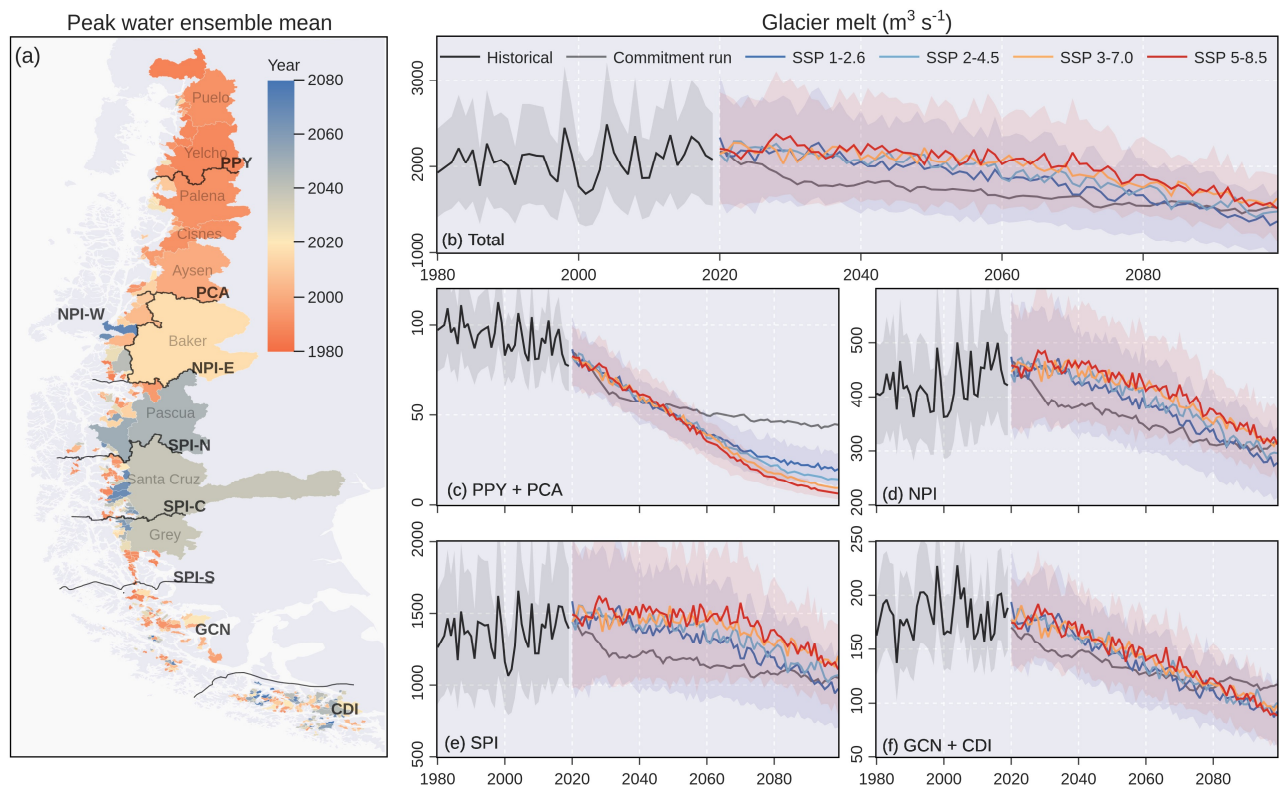 Peak water ensemble mean
(a)
Year
2080
2060
2040
2020
2000
1980
Puelo
Yelcho
PPY
Palena
Cisnes
Aysen
PCA
NPI-W
Baker
NPI-E
Pascua
SPI-N
Santa Cruz
SPI-C
Grey
SPI-S
GCN
CDI
Glacier melt (m³ s⁻¹)
Historical
Commitment run
SSP 1-2.6
SSP 2-4.5
SSP 3-7.0
SSP 5-8.5
3000
2000
1000
(b) Total
1980
2000
2020
2040
2060
2080
100
50
0
(c) PPY + PCA
500
400
300
200
(d) NPI
2000
1500
1000
500
(e) SPI
1980
2000
2020
2040
2060
2080
250
200
150
100
50
(f) GCN + CDI
1980
2000
2020
2040
2060
2080